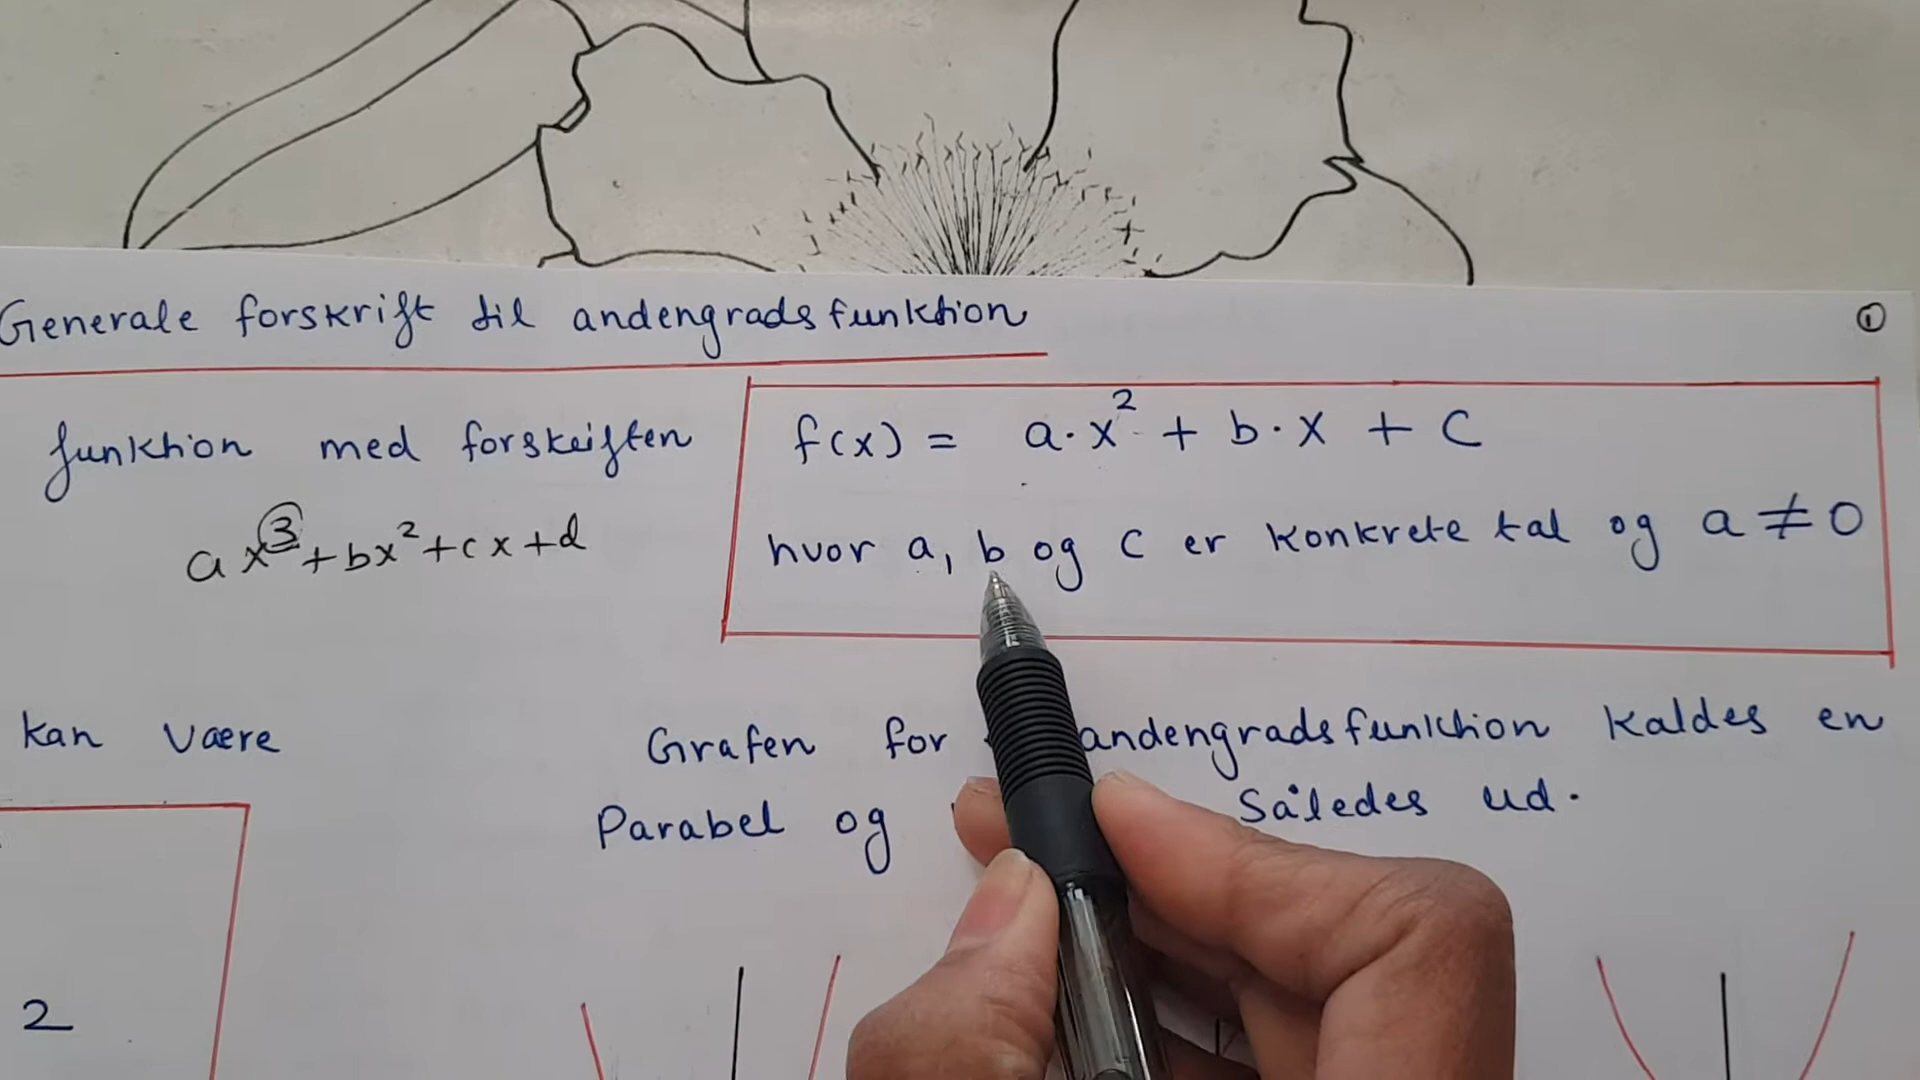 Generale forskrift til andengradsfunktion
①
funktion med forskriften
f(x) = a·x² + b·x + c
ax³+bx²+cx+d
hvor a, b og c er konkrete tal og a ≠ 0
kan være
Grafen for andengradsfunktion kaldes en
Parabel og Således ud.
2